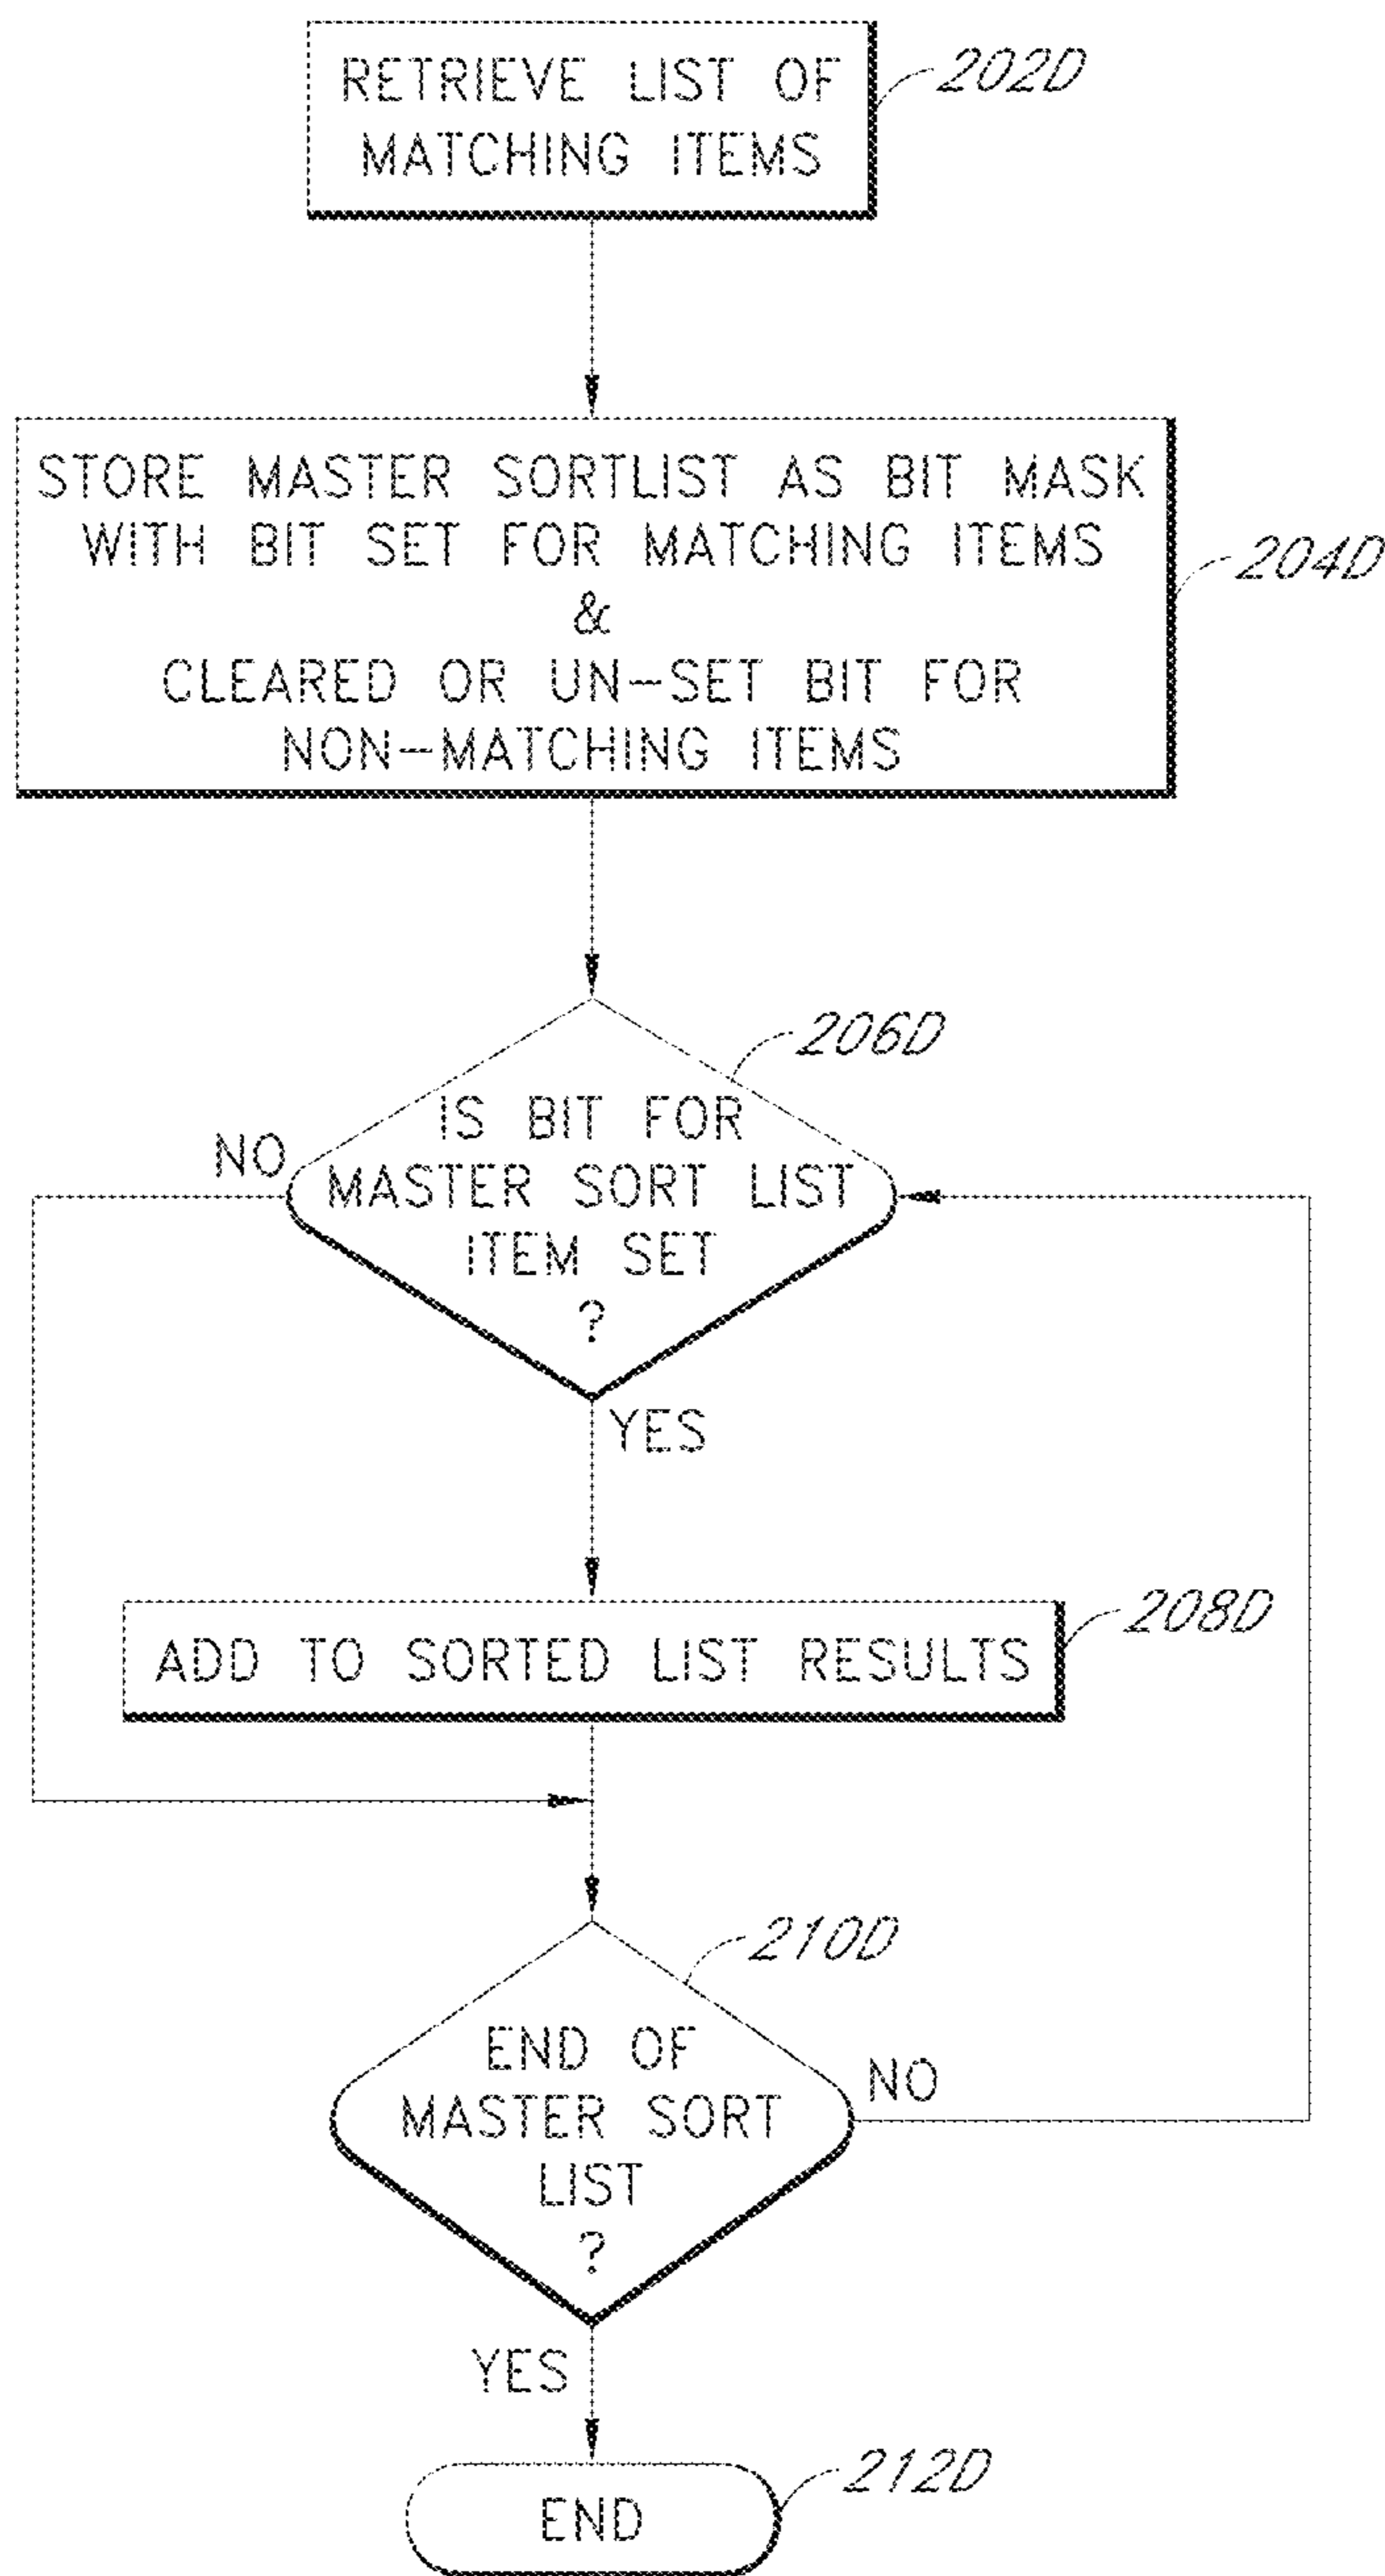 RETRIEVE LIST OF
MATCHING ITEMS
202D
STORE MASTER SORTLIST AS BIT MASK
WITH BIT SET FOR MATCHING ITEMS
&
CLEARED OR UN-SET BIT FOR
NON-MATCHING ITEMS
204D
206D
IS BIT FOR
MASTER SORT LIST
ITEM SET
?
NO
YES
ADD TO SORTED LIST RESULTS
208D
210D
END OF
MASTER SORT
LIST
?
NO
YES
END
212D